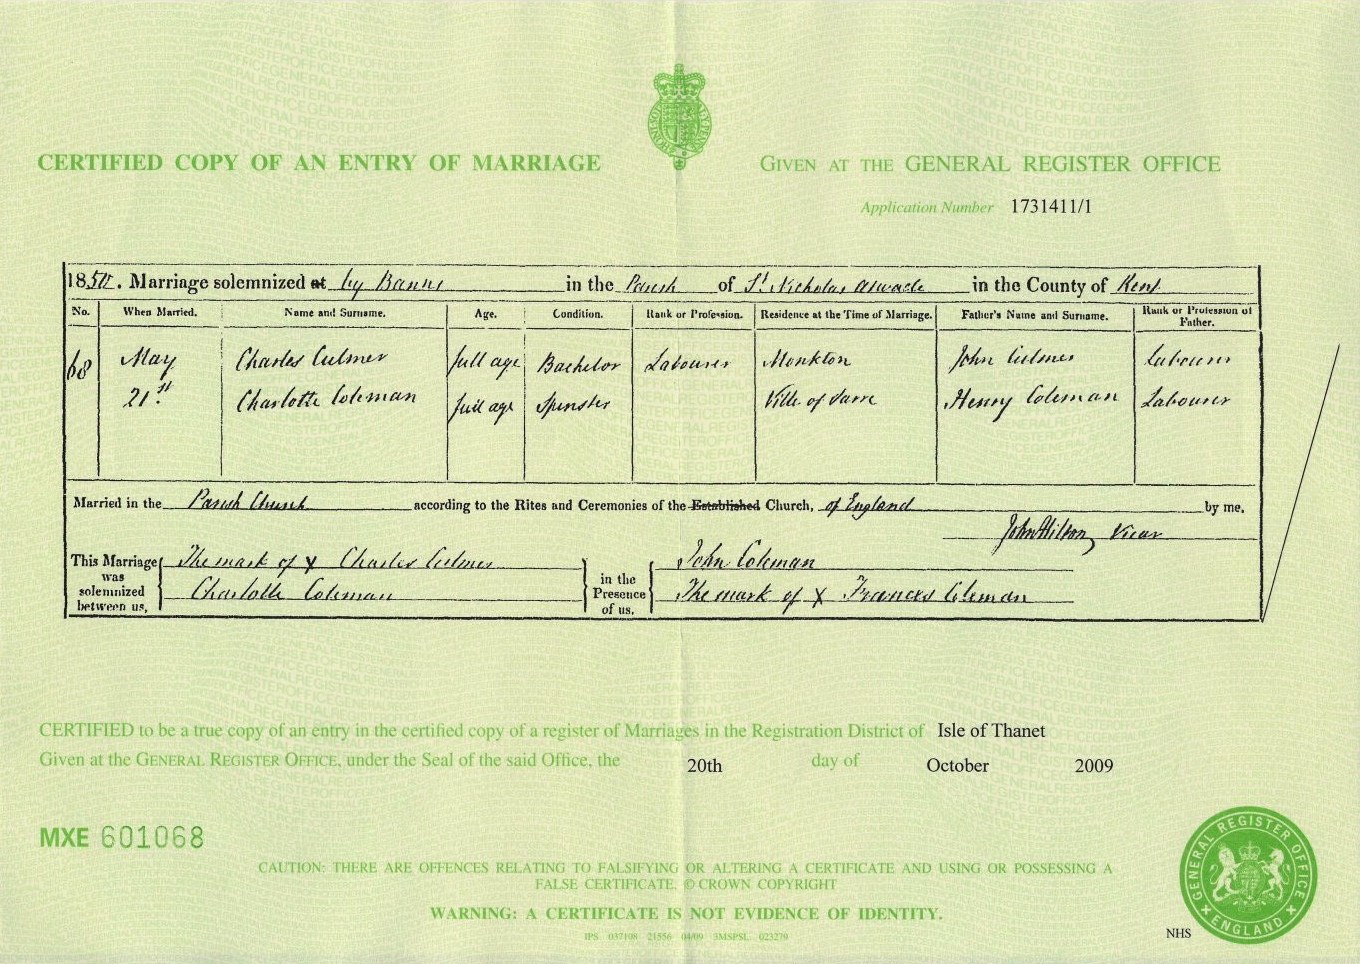 CERTIFIED COPY OF AN ENTRY OF MARRIAGE
GIVEN AT THE GENERAL REGISTER OFFICE
Application Number 1731411/1
1850. Marriage solemnized at by Banns in the Parish of St Nicholas at Wade in the County of Kent
No. When Married. Name and Surname. Age. Condition. Rank or Profession. Residence at the Time of Marriage. Father's Name and Surname. Rank or Profession of Father.
68 May Charles Culmer full age Bachelor Labourer Monkton John Culmer Labourer
21st Charlotte Coleman full age Spinster Ville of Sarre Henry Coleman Labourer
Married in the Parish Church according to the Rites and Ceremonies of the Established Church, of England by me,
John Hilton, Vicar
This Marriage was solemnized between us,
The mark of X Charles Culmer
Charlotte Coleman
in the Presence of us.
John Coleman
The mark of X Frances Coleman
CERTIFIED to be a true copy of an entry in the certified copy of a register of Marriages in the Registration District of Isle of Thanet
Given at the GENERAL REGISTER OFFICE, under the Seal of the said Office, the 20th day of October 2009
MXE 601068
CAUTION: THERE ARE OFFENCES RELATING TO FALSIFYING OR ALTERING A CERTIFICATE AND USING OR POSSESSING A
FALSE CERTIFICATE. © CROWN COPYRIGHT
WARNING: A CERTIFICATE IS NOT EVIDENCE OF IDENTITY.
IPS 21556 04/09 3MSPSL
NHS
GENERAL REGISTER OFFICE
ENGLAND